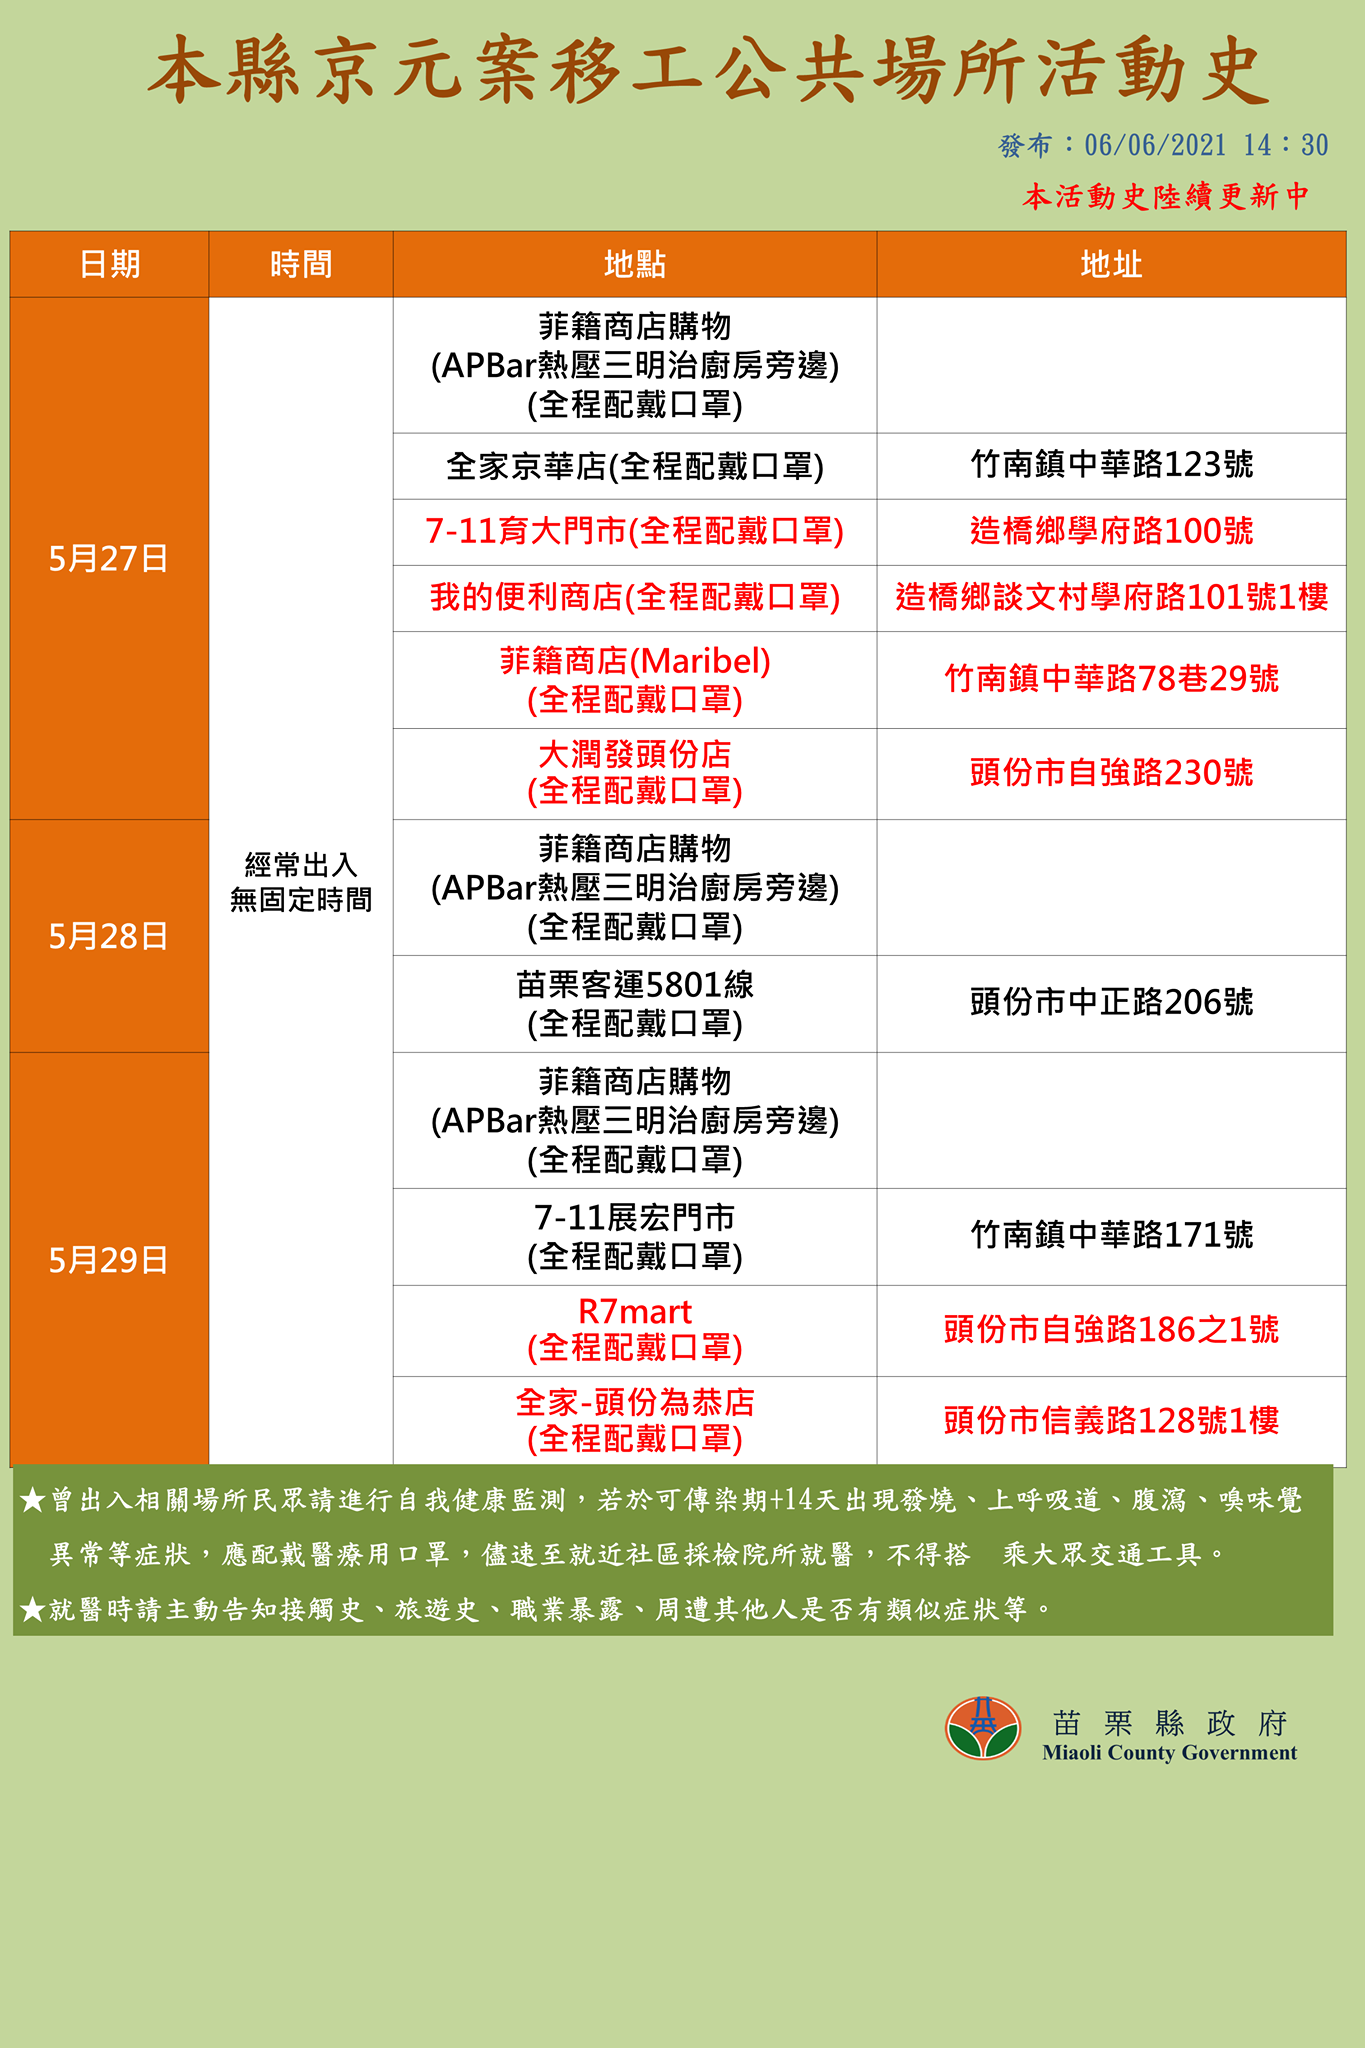 本縣京元案移工公共場所活動史
發布：06/06/2021 14：30
本活動史陸續更新中
日期 時間 地點 地址
5月27日
經常出入
無固定時間
菲籍商店購物
(APBar熱壓三明治廚房旁邊)
(全程配戴口罩)
全家京華店(全程配戴口罩) 竹南鎮中華路123號
7-11育大門市(全程配戴口罩) 造橋鄉學府路100號
我的便利商店(全程配戴口罩) 造橋鄉談文村學府路101號1樓
菲籍商店(Maribel)
(全程配戴口罩)
竹南鎮中華路78巷29號
大潤發頭份店
(全程配戴口罩)
頭份市自強路230號
5月28日
菲籍商店購物
(APBar熱壓三明治廚房旁邊)
(全程配戴口罩)
苗栗客運5801線
(全程配戴口罩)
頭份市中正路206號
5月29日
菲籍商店購物
(APBar熱壓三明治廚房旁邊)
(全程配戴口罩)
7-11展宏門市
(全程配戴口罩)
竹南鎮中華路171號
R7mart
(全程配戴口罩)
頭份市自強路186之1號
全家-頭份為恭店
(全程配戴口罩)
頭份市信義路128號1樓
★曾出入相關場所民眾請進行自我健康監測，若於可傳染期+14天出現發燒、上呼吸道、腹瀉、嗅味覺
異常等症狀，應配戴醫療用口罩，儘速至就近社區採檢院所就醫，不得搭　乘大眾交通工具。
★就醫時請主動告知接觸史、旅遊史、職業暴露、周遭其他人是否有類似症狀等。
苗栗縣政府
Miaoli County Government